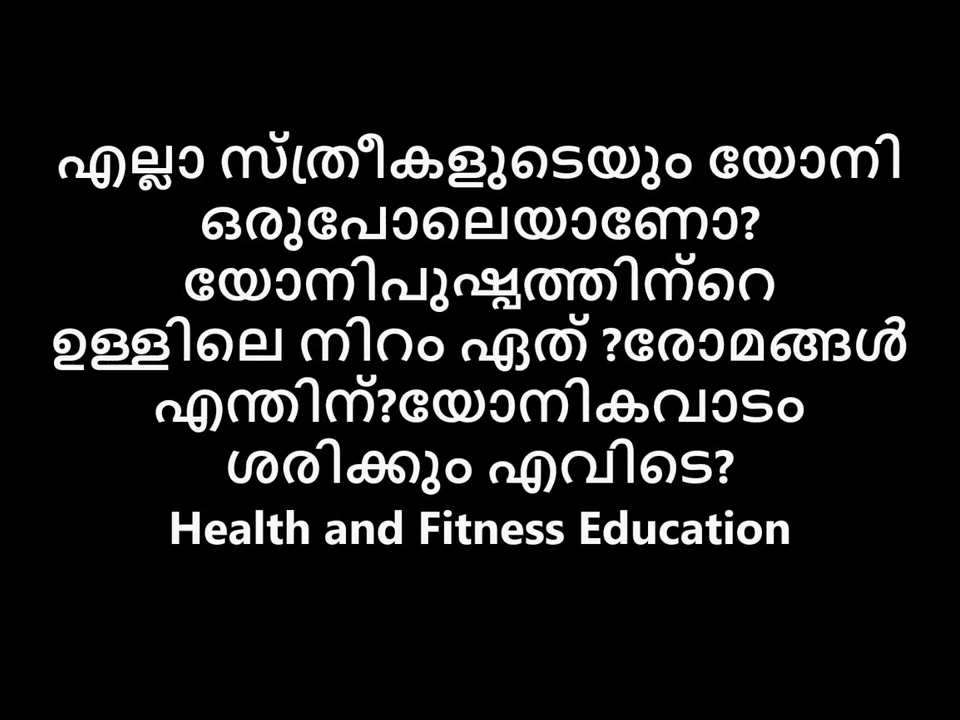 എല്ലാ സ്ത്രീകളുടെയും യോനി
ഒരുപോലെയാണോ?
യോനിപുഷ്പത്തിന്റെ
ഉള്ളിലെ നിറം ഏത് ?രോമങ്ങൾ
എന്തിന്?യോനികവാടം
ശരിക്കും എവിടെ?
Health and Fitness Education